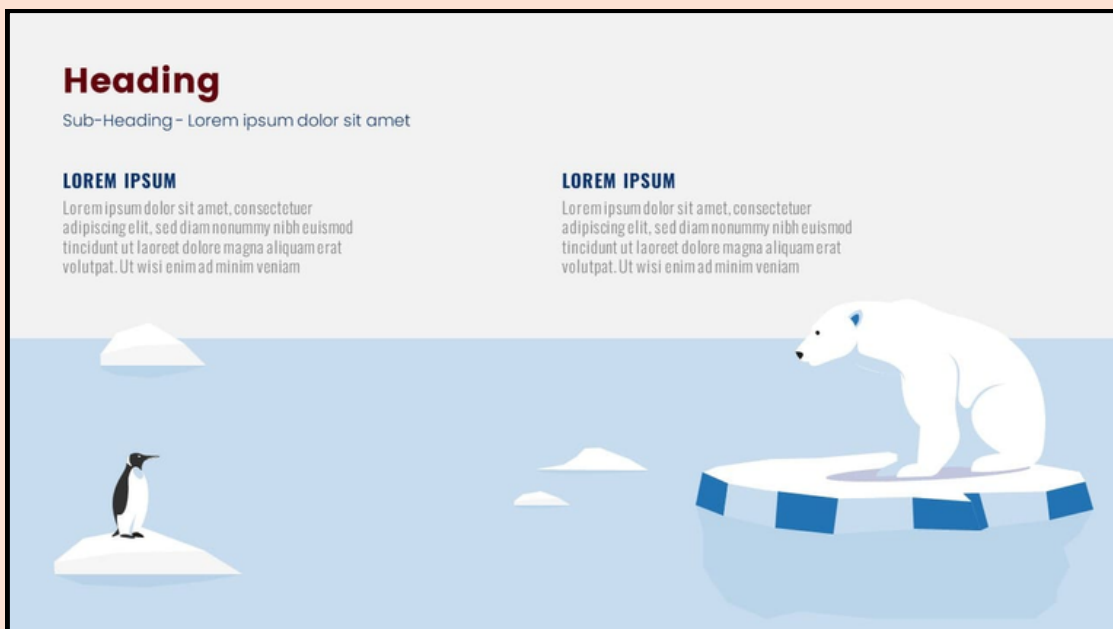 Heading
Sub-Heading - Lorem ipsum dolor sit amet
LOREM IPSUM
Lorem ipsum dolor sit amet, consectetuer
adipiscing elit, sed diam nonummy nibh euismod
tincidunt ut laoreet dolore magna aliquam erat
volutpat. Ut wisi enim ad minim veniam
LOREM IPSUM
Lorem ipsum dolor sit amet, consectetuer
adipiscing elit, sed diam nonummy nibh euismod
tincidunt ut laoreet dolore magna aliquam erat
volutpat. Ut wisi enim ad minim veniam